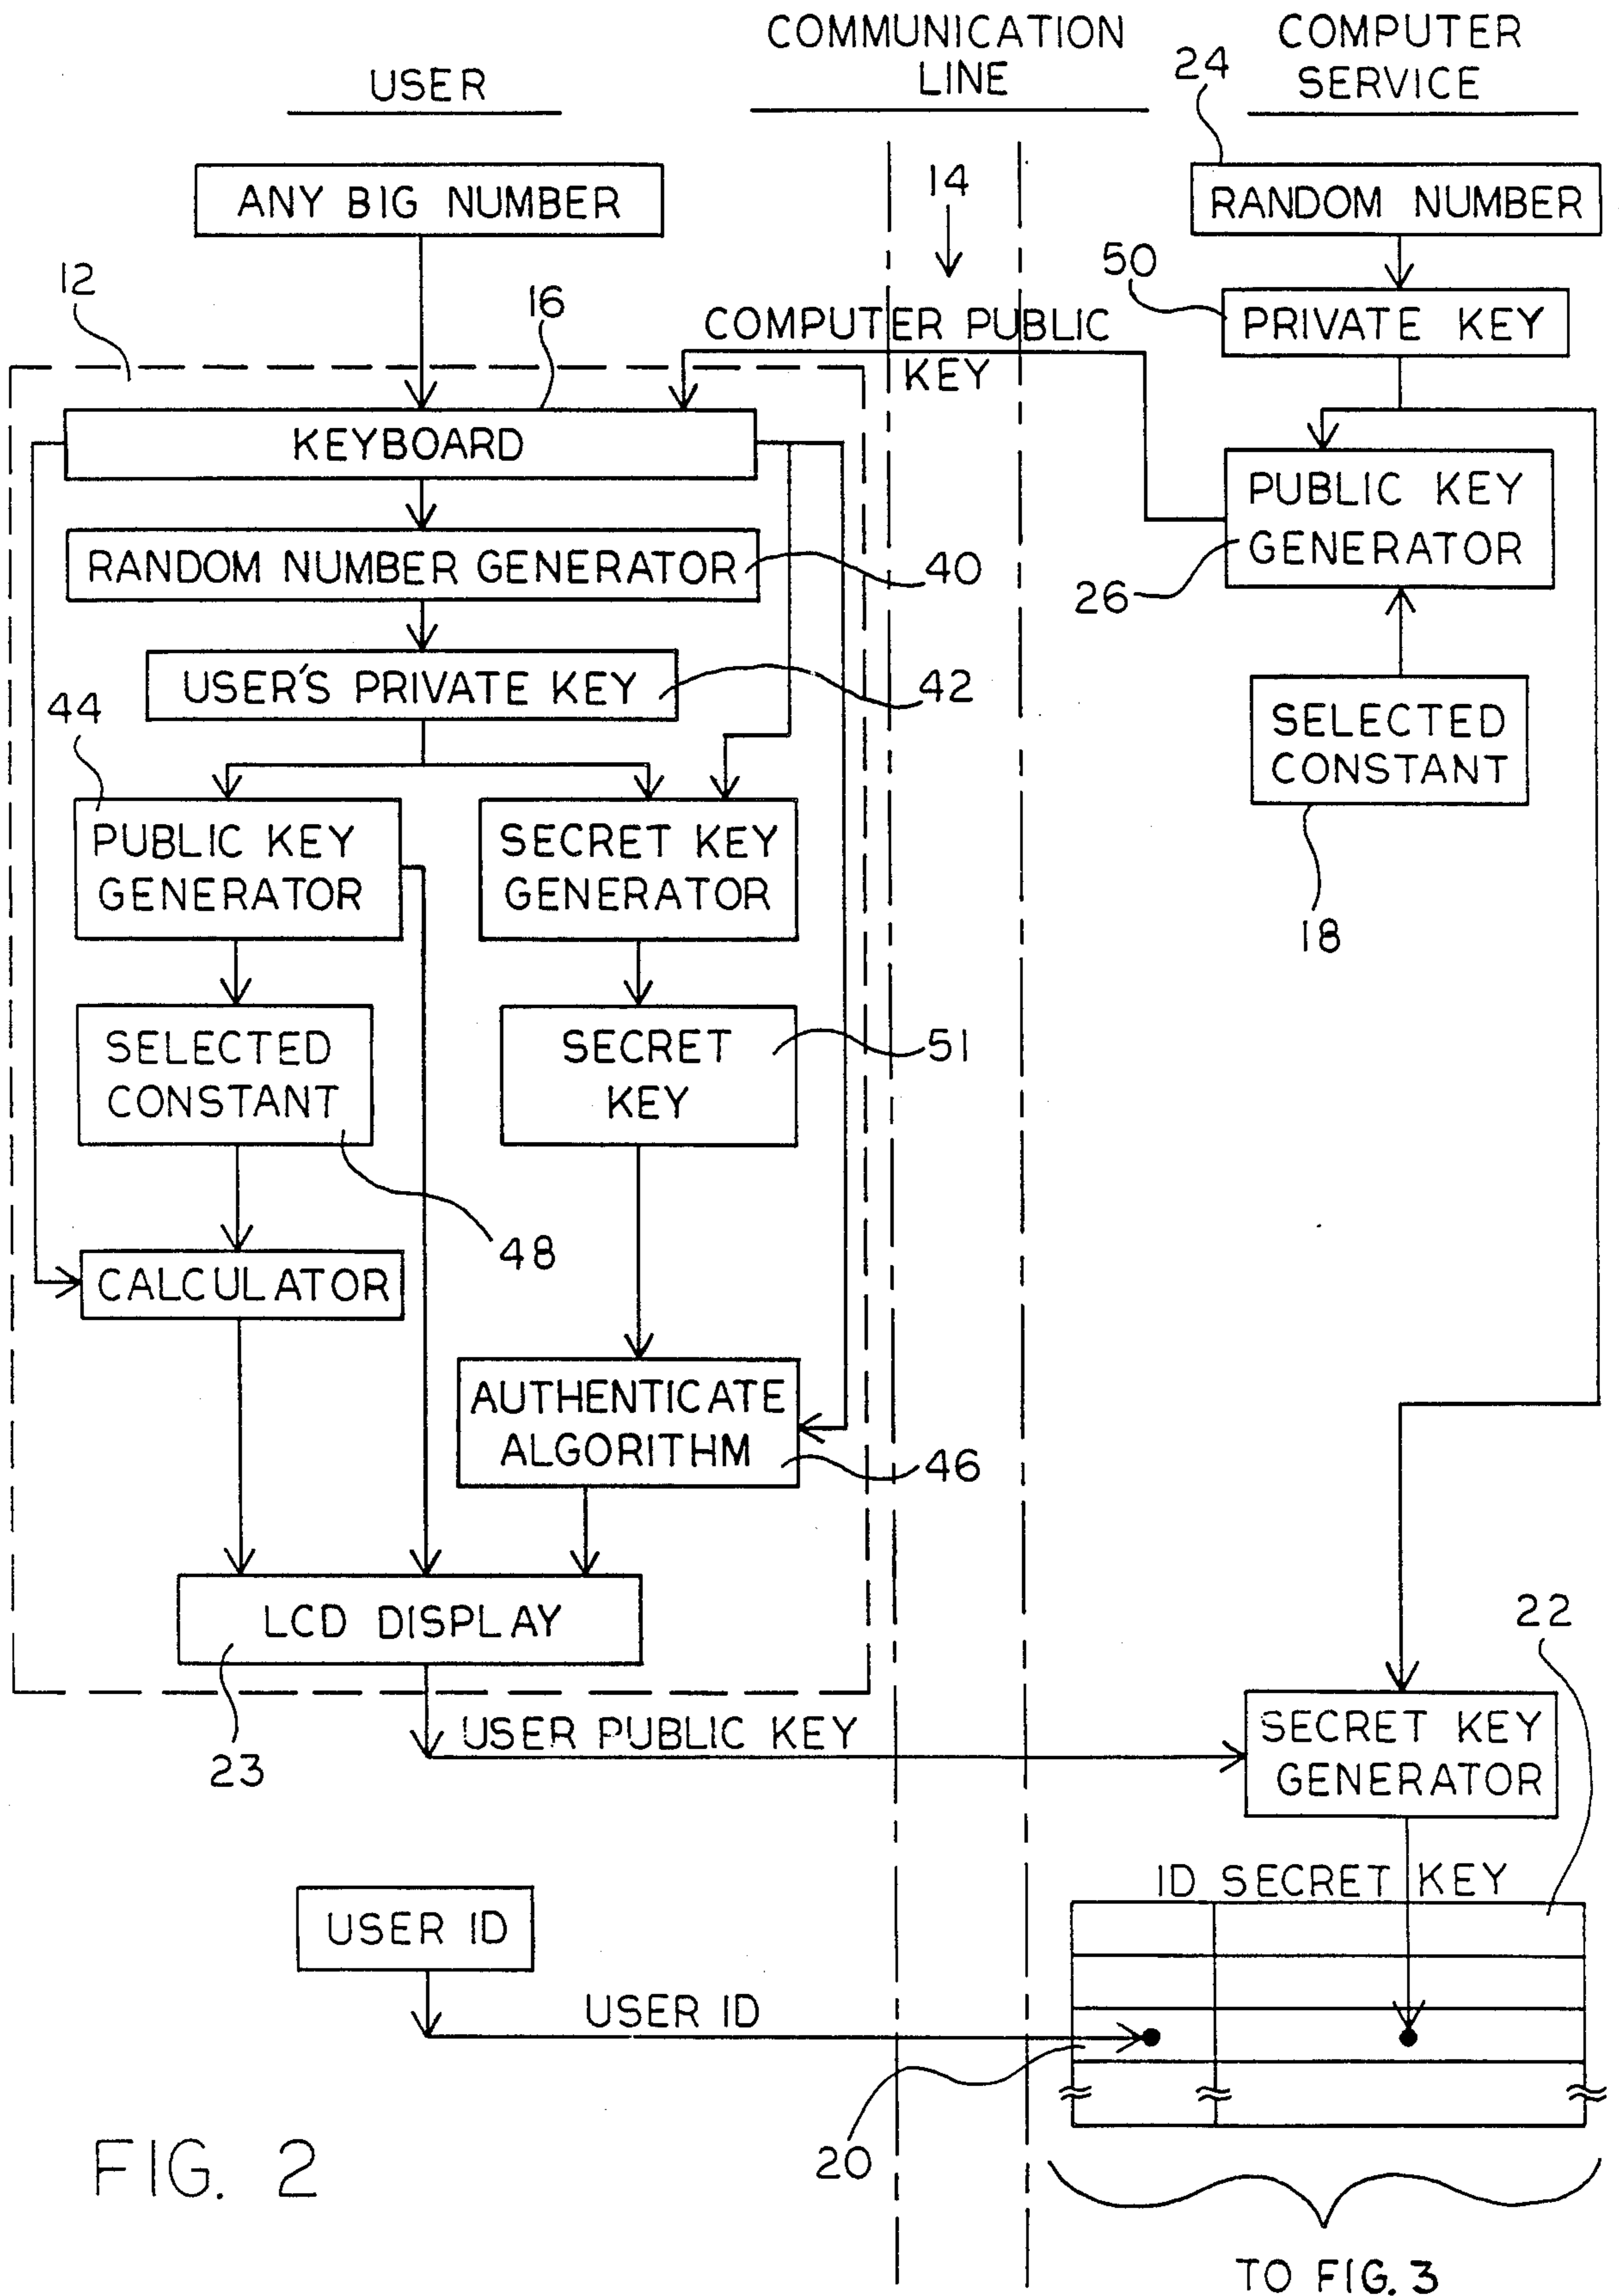 USER
COMMUNICATION
LINE
COMPUTER
SERVICE
24
ANY BIG NUMBER
14
RANDOM NUMBER
12
16
50
PRIVATE KEY
COMPUTER PUBLIC
KEY
KEYBOARD
PUBLIC KEY
GENERATOR
26
RANDOM NUMBER GENERATOR
40
USER'S PRIVATE KEY
42
SELECTED
CONSTANT
18
44
PUBLIC KEY
GENERATOR
SECRET KEY
GENERATOR
SELECTED
CONSTANT
48
SECRET
KEY
51
CALCULATOR
AUTHENTICATE
ALGORITHM
46
LCD DISPLAY
23
22
USER PUBLIC KEY
SECRET KEY
GENERATOR
ID SECRET KEY
USER ID
USER ID
20
FIG. 2
TO FIG. 3